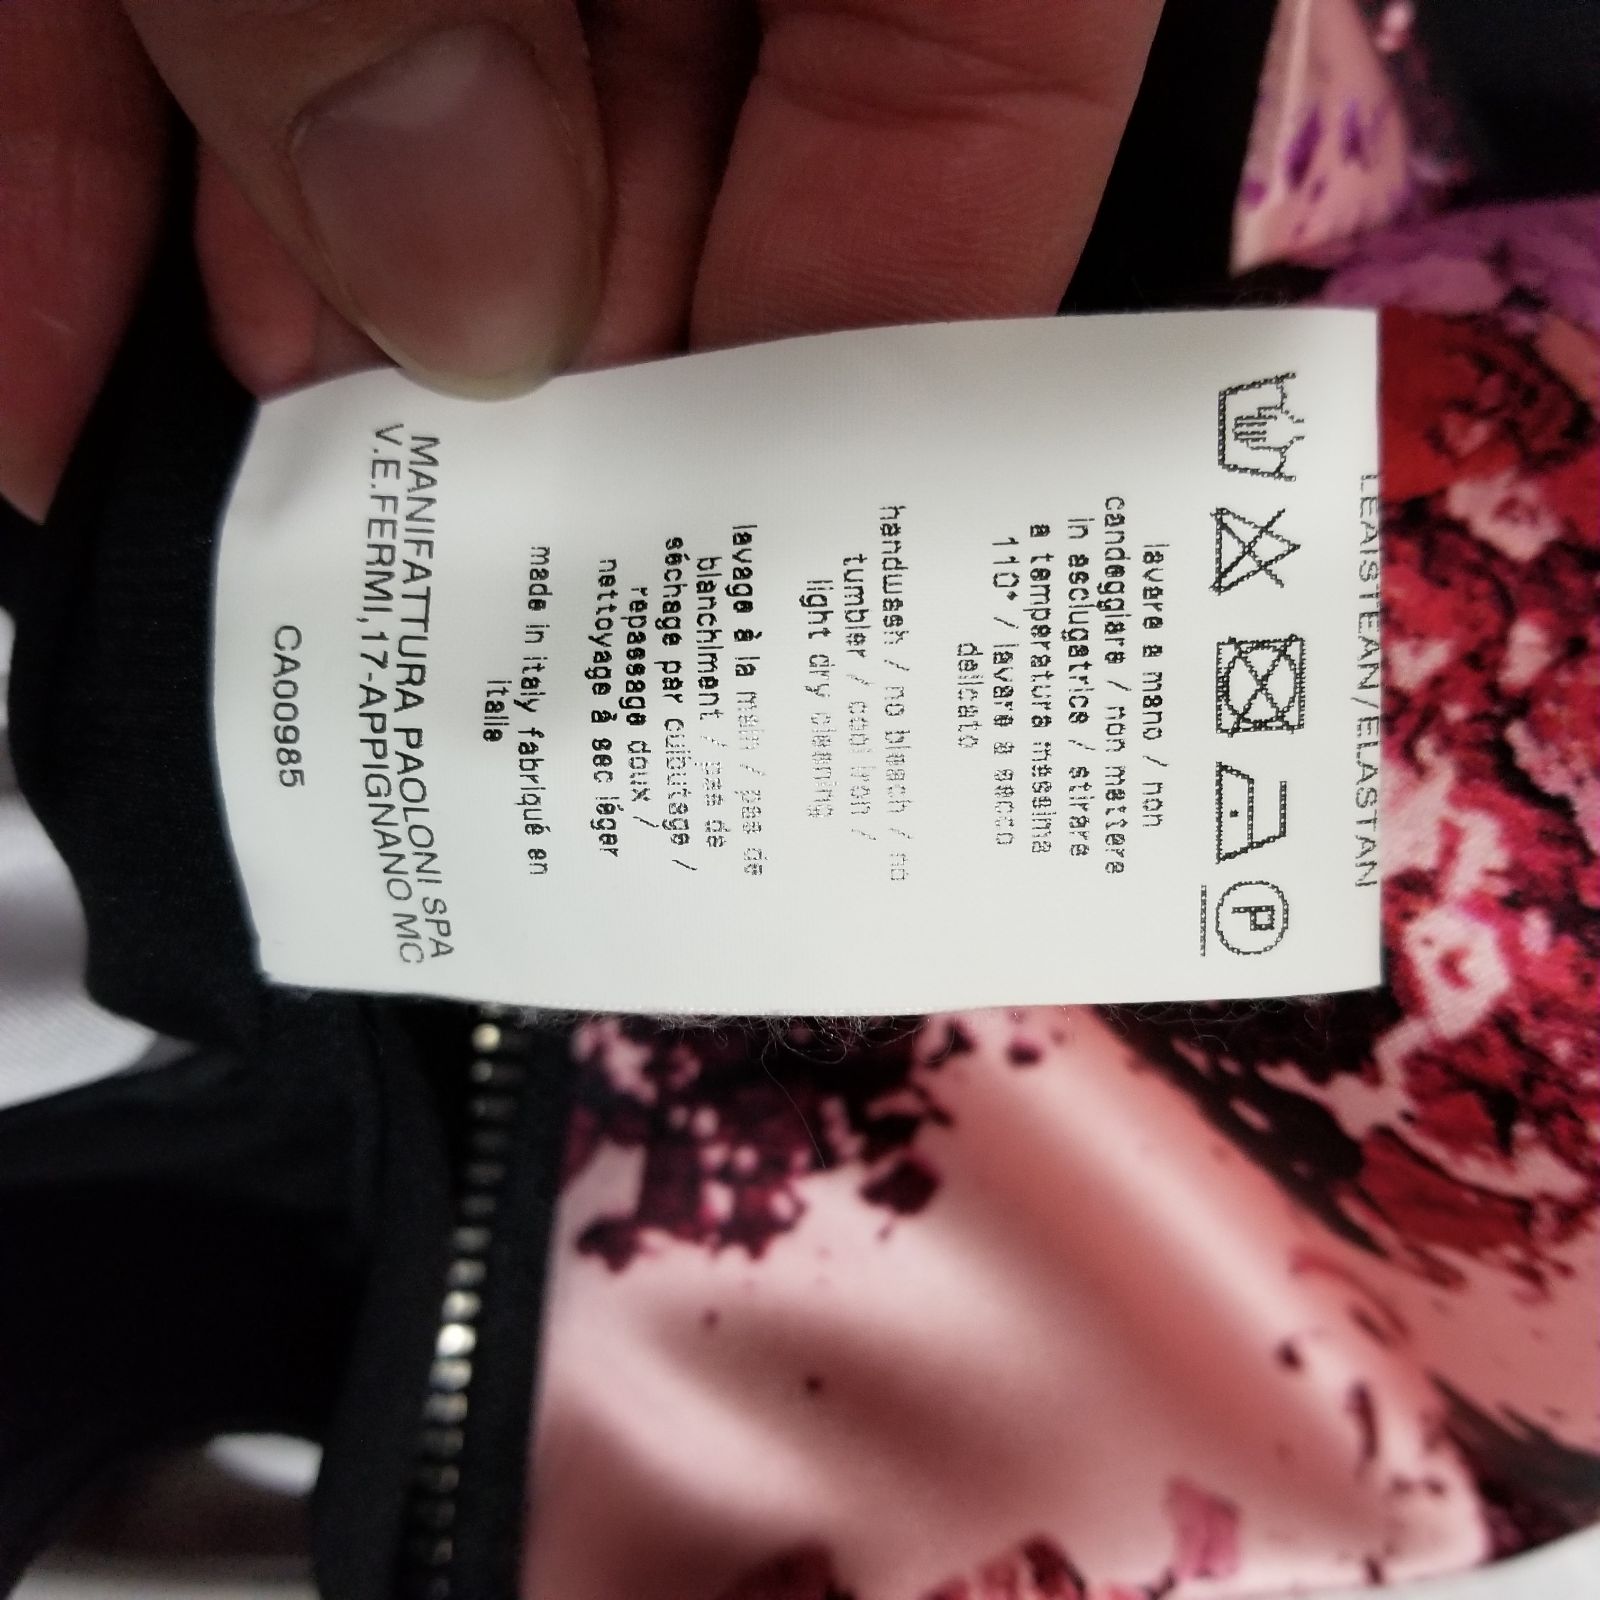 LEAISTEAN/ELASTAN
P
lavare a mano / non
candeggiare / non mettere
in asciugatrice / stirare
a temperatura massima
110° / lavare a secco
delicato
handwash / no bleach / no
tumbler / cool iron /
light dry cleaning
lavage à la main / pas de
blanchiment / pas de
séchage par culbutage /
repassage doux /
nettoyage à sec léger
made in italy fabriqué en
italie
MANIFATTURA PAOLONI SPA
V.E.FERMI,17-APPIGNANO MC
CA00985